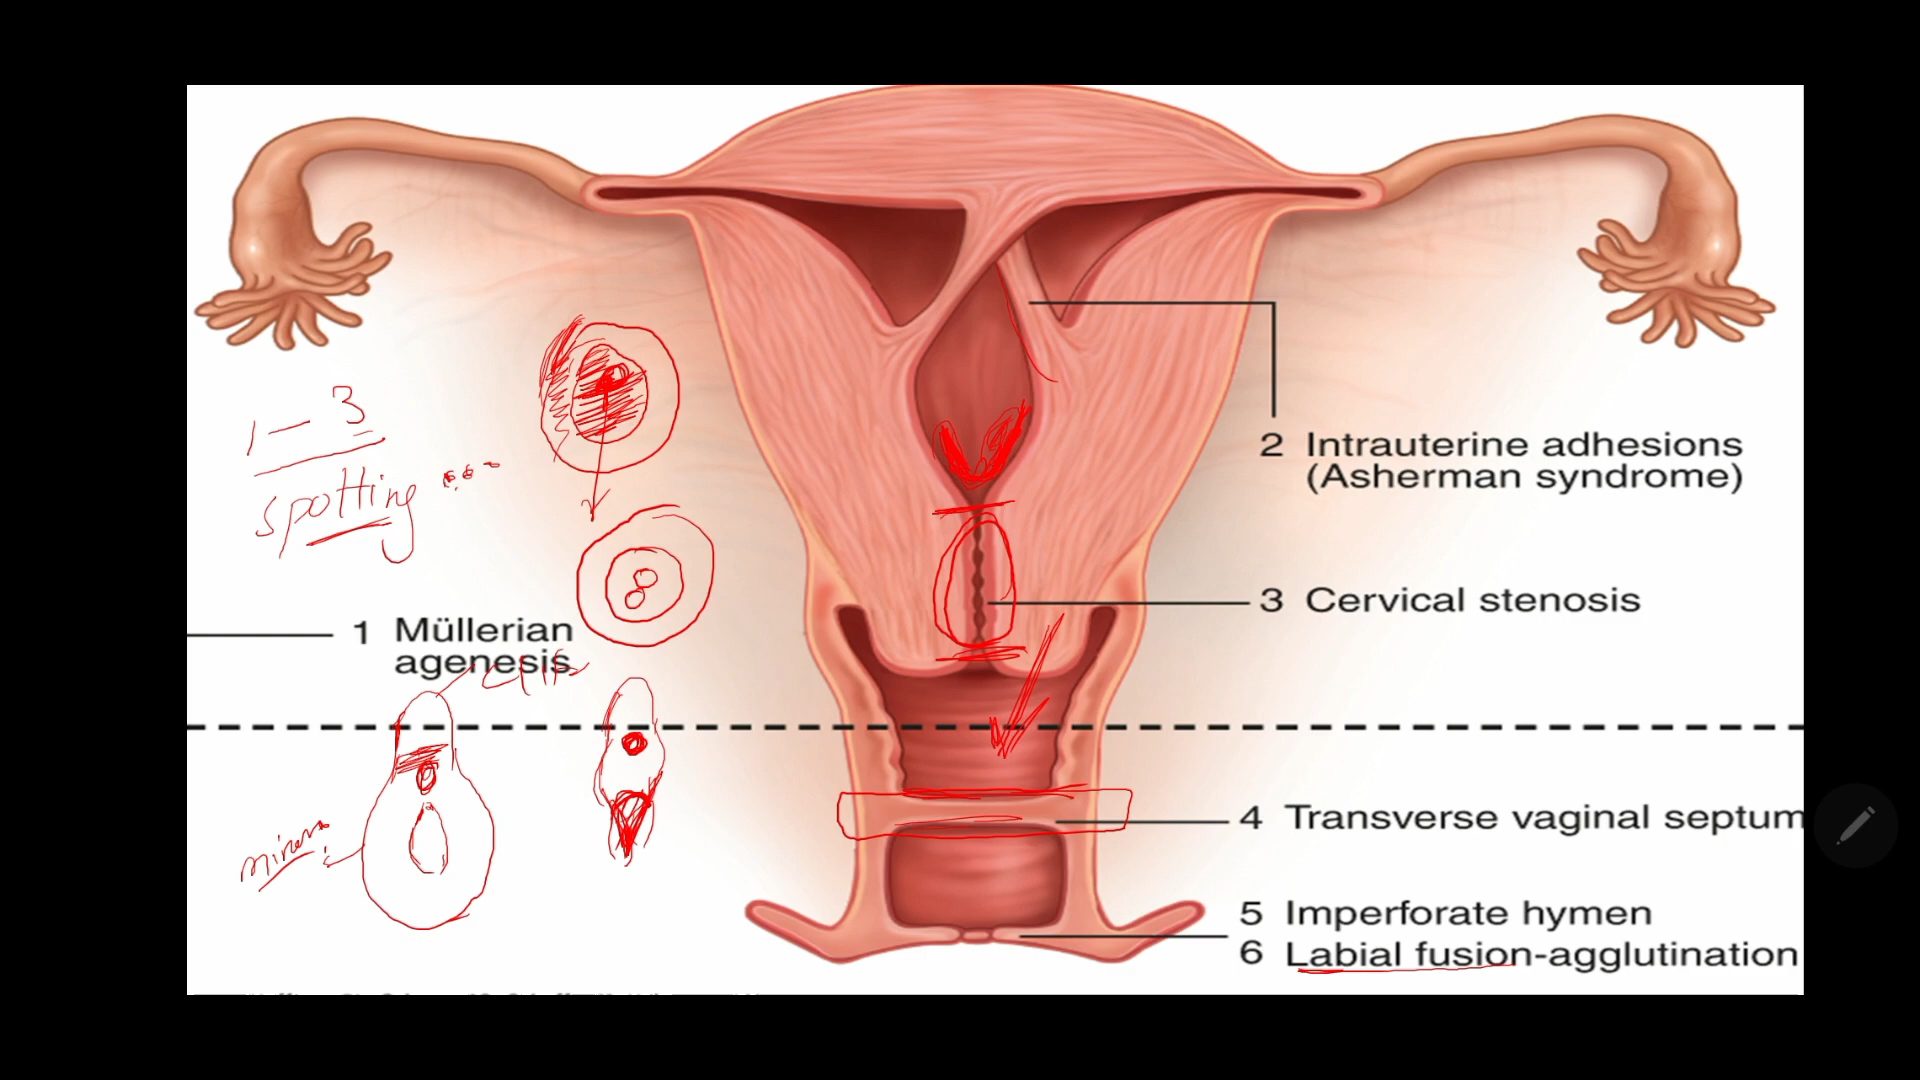 2 Intrauterine adhesions
(Asherman syndrome)
1 — 3
spotting
3 Cervical stenosis
1 Müllerian
agenesis
4 Transverse vaginal septum
5 Imperforate hymen
6 Labial fusion-agglutination